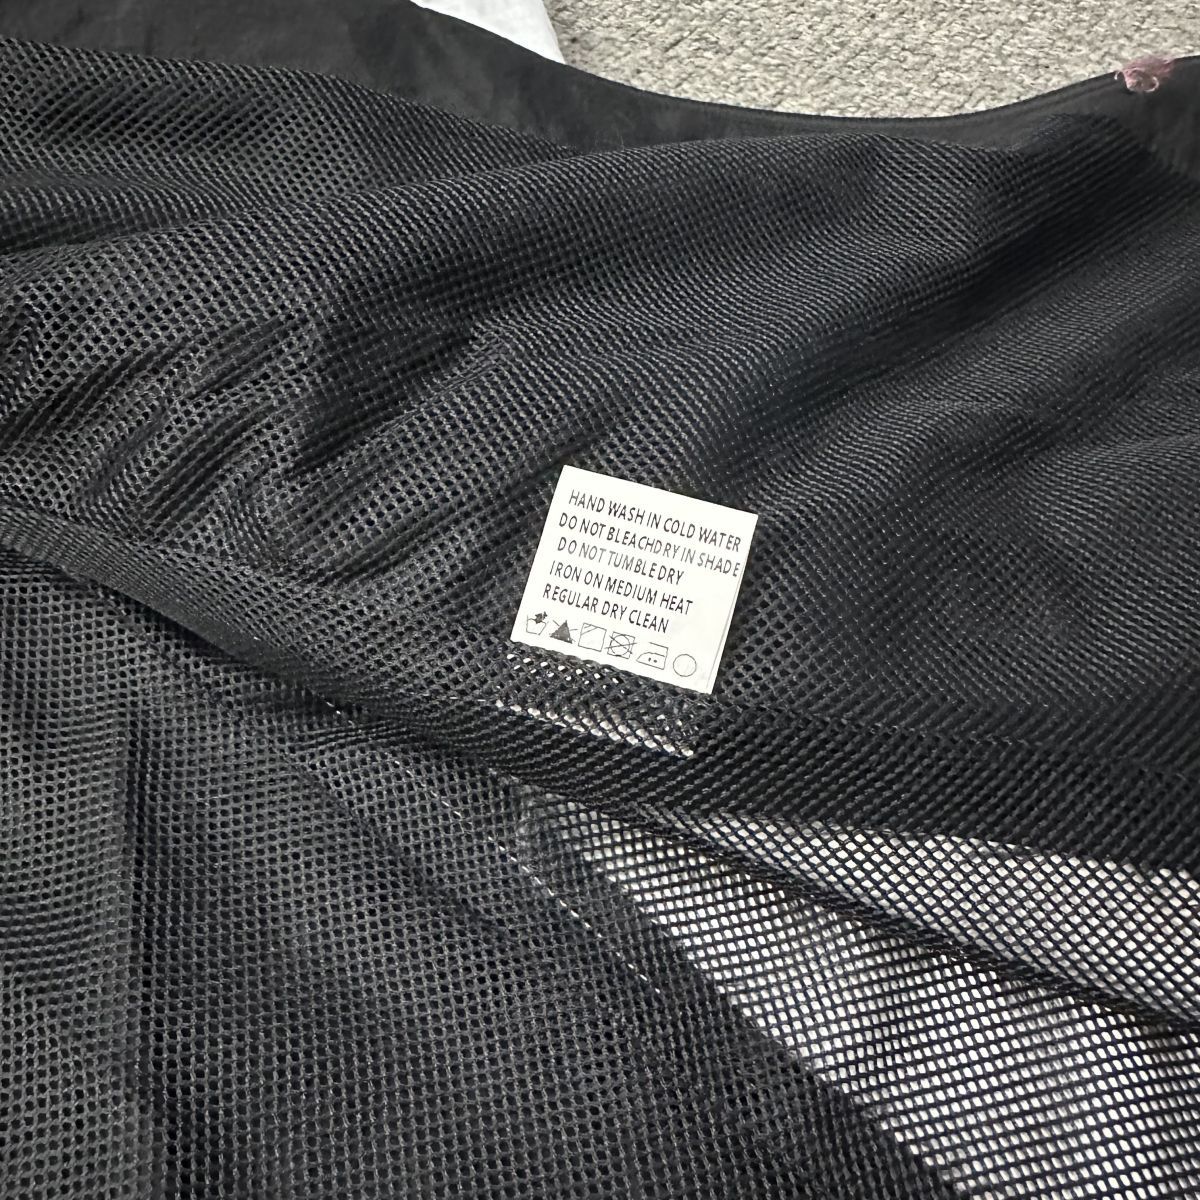 HAND WASH IN COLD WATER
DO NOT BLEACHDRY IN SHADE
DO NOT TUMBLE DRY
IRON ON MEDIUM HEAT
REGULAR DRY CLEAN